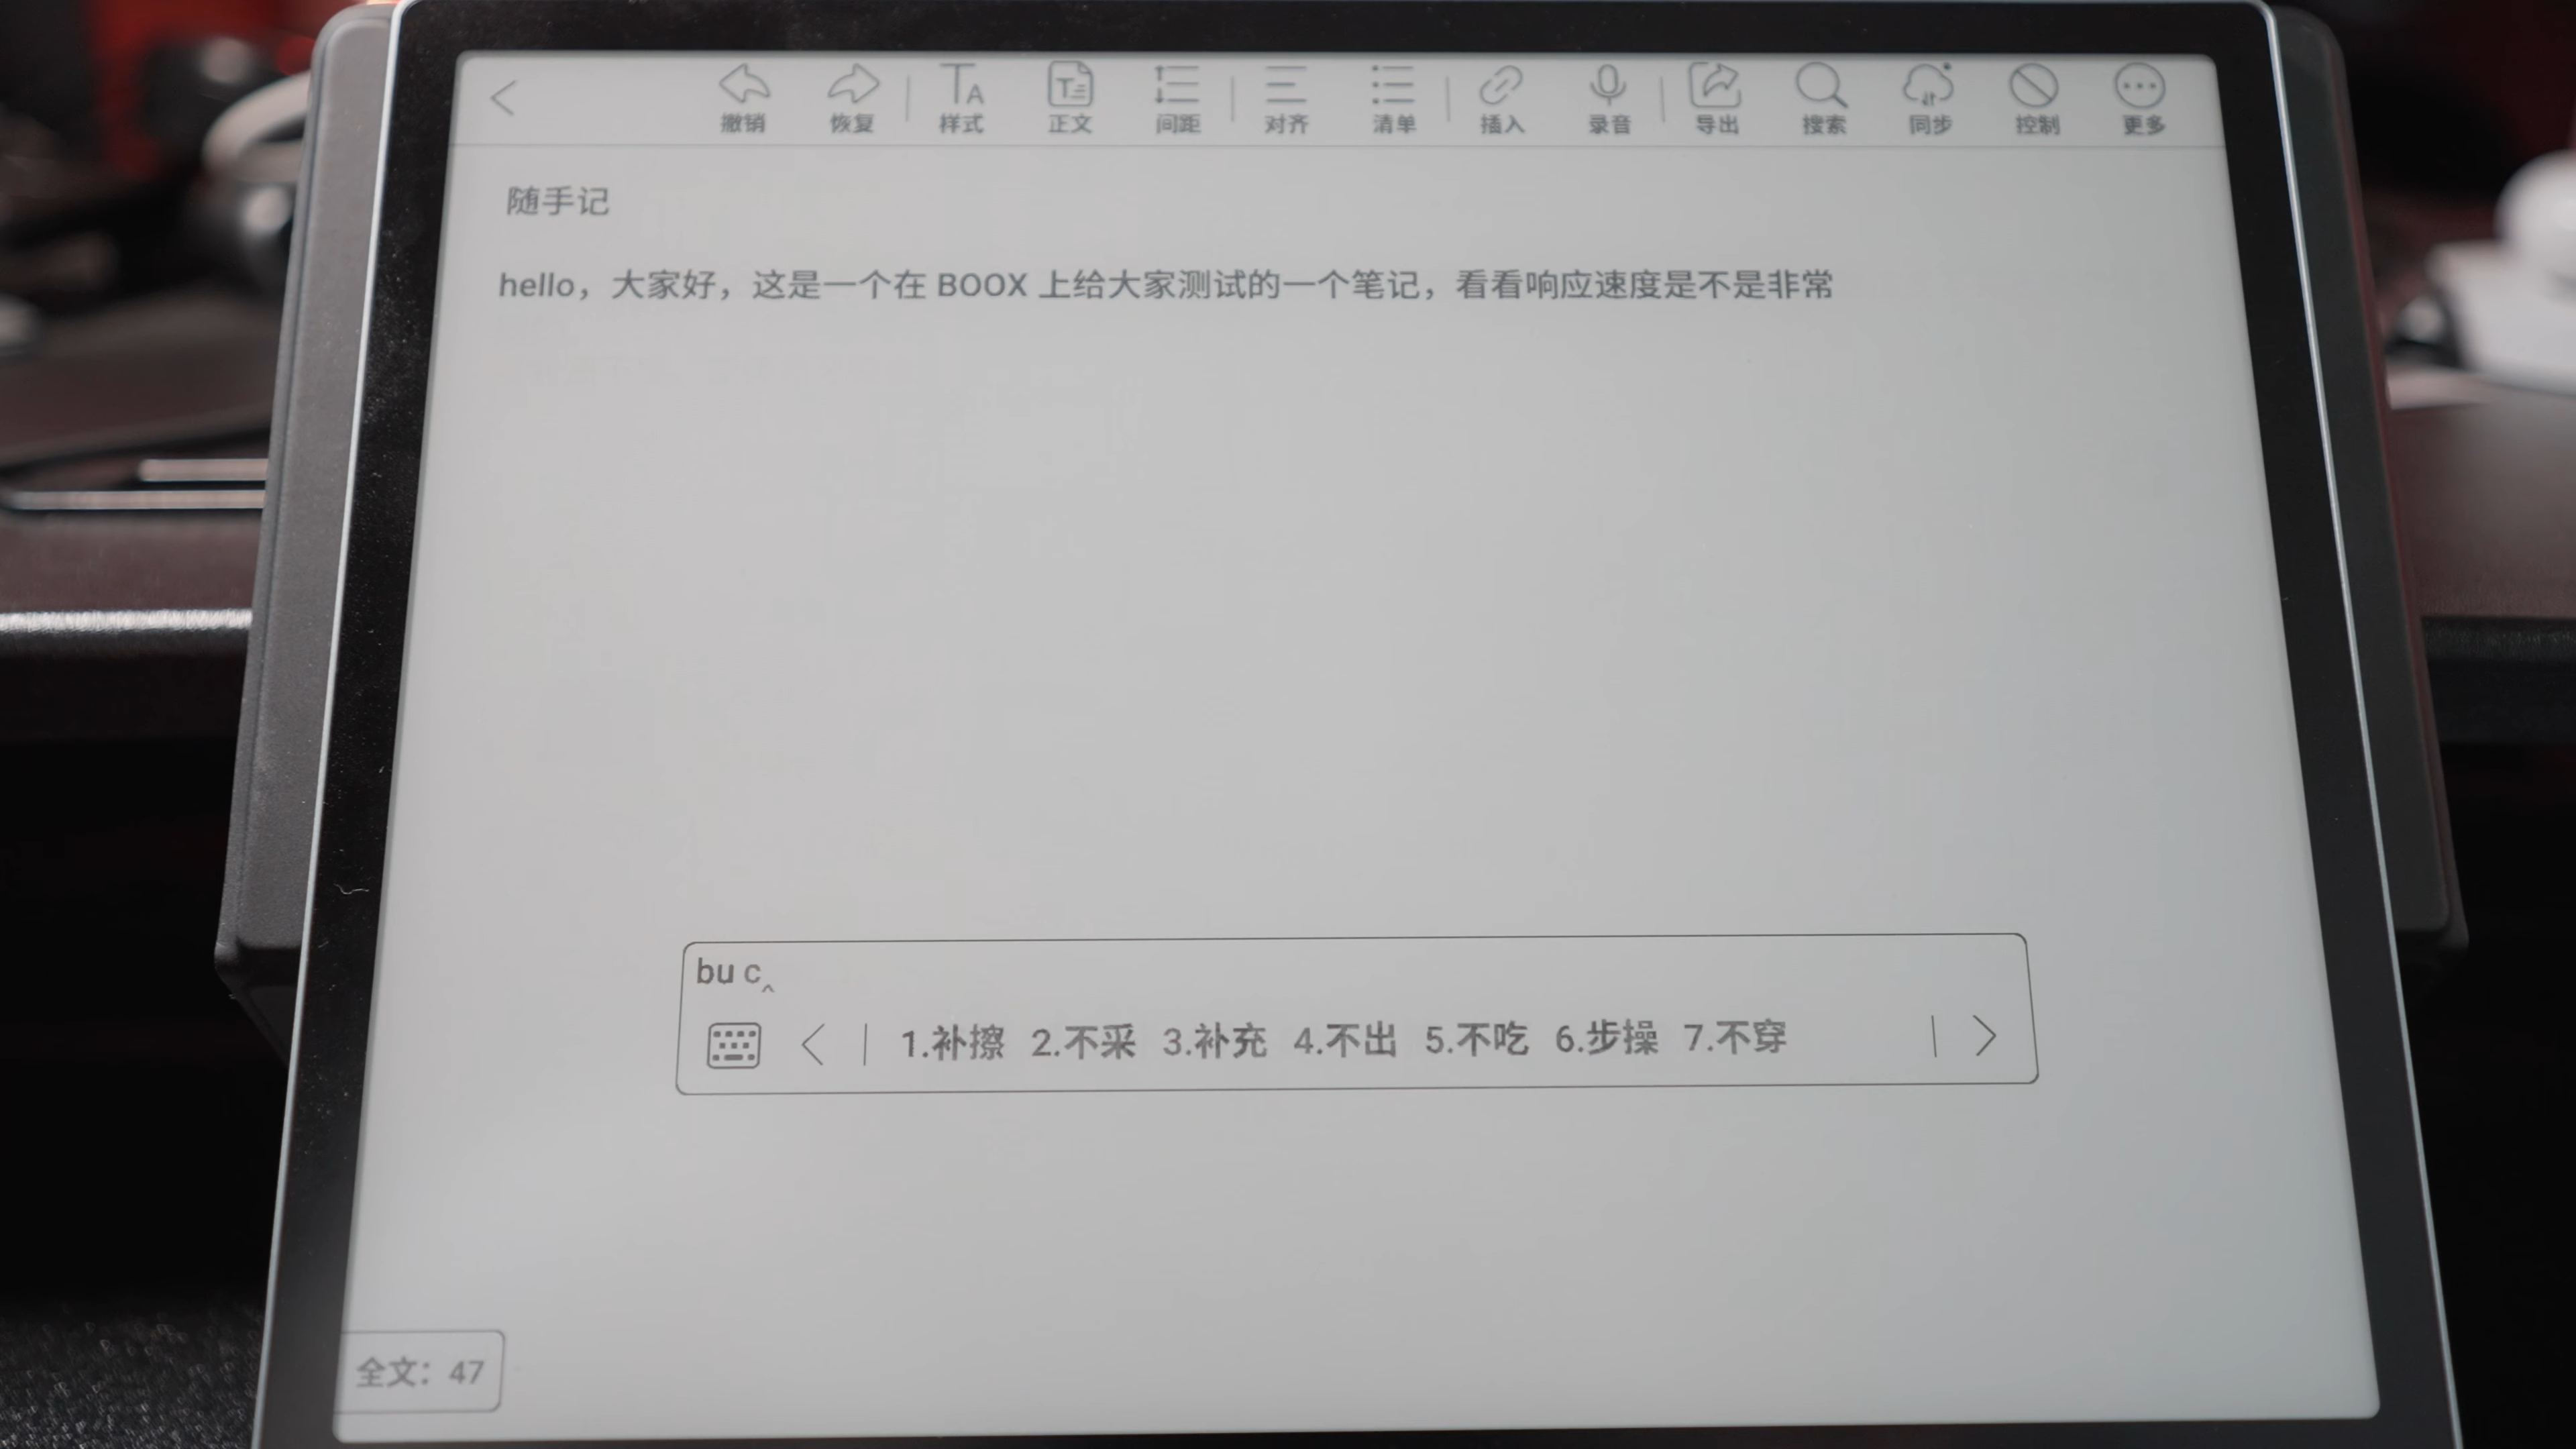 撤销 恢复 样式 正文 间距 对齐 清单 插入 录音 导出 搜索 同步 控制 更多
随手记
hello，大家好，这是一个在 BOOX 上给大家测试的一个笔记，看看响应速度是不是非常
bu c
1.补擦 2.不采 3.补充 4.不出 5.不吃 6.步操 7.不穿
全文：47